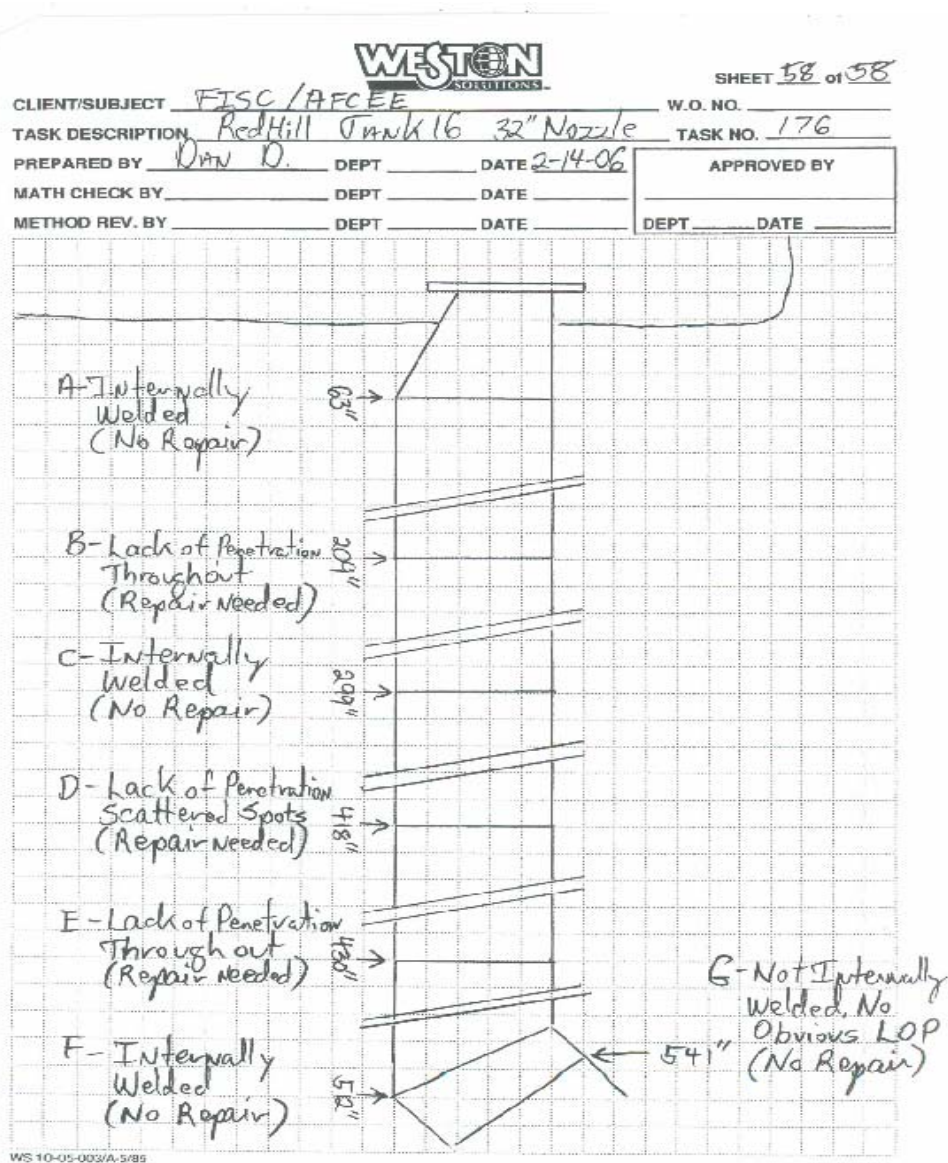 WESTON
SOLUTIONS
SHEET 58 of 58
CLIENT/SUBJECT FISC / AFCEE W.O. NO.
TASK DESCRIPTION RedHill TANK 16 32" Nozzle TASK NO. 176
PREPARED BY DAN D. DEPT DATE 2-14-06 APPROVED BY
MATH CHECK BY DEPT DATE
METHOD REV. BY DEPT DATE DEPT DATE
A-Internally
Welded
(No Repair)
63"
B-Lack of Penetration
Throughout
(Repair Needed)
209"
C-Internally
Welded
(No Repair)
299"
D-Lack of Penetration
Scattered Spots
(Repair Needed)
418"
E-Lack of Penetration
Through out
(Repair Needed)
430"
F-Internally
Welded
(No Repair)
G-Not Internally
Welded, No
Obvious LOP
(No Repair)
541"
WS 10-05-003/A-5/85